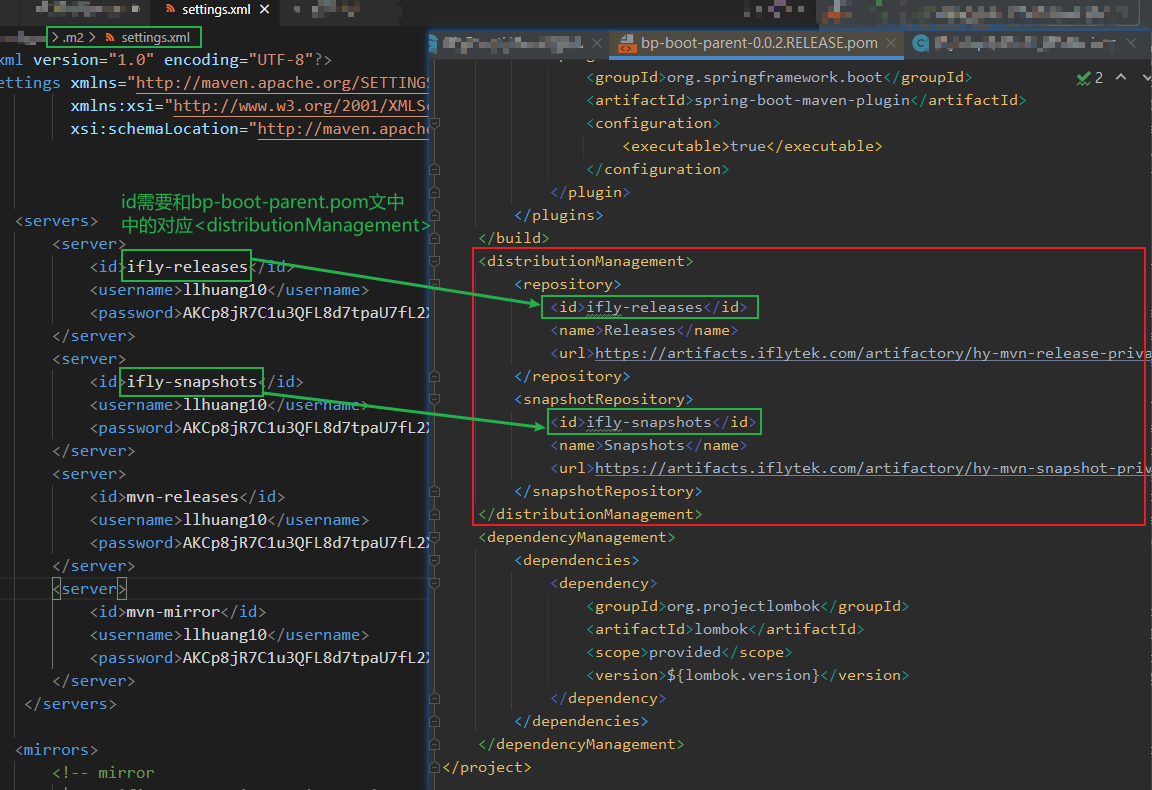 settings.xml
.m2 > settings.xml
xml version="1.0" encoding="UTF-8"?>
ettings xmlns="http://maven.apache.org/SETTINGS
xmlns:xsi="http://www.w3.org/2001/XMLSc
xsi:schemaLocation="http://maven.apache
id需要和bp-boot-parent.pom文中
中的对应<distributionManagement>
<servers>
<server>
<id>ifly-releases</id>
<username>llhuang10</username>
<password>AKCp8jR7C1u3QFL8d7tpaU7fL2X
</server>
<server>
<id>ifly-snapshots</id>
<username>llhuang10</username>
<password>AKCp8jR7C1u3QFL8d7tpaU7fL2X
</server>
<server>
<id>mvn-releases</id>
<username>llhuang10</username>
<password>AKCp8jR7C1u3QFL8d7tpaU7fL2X
</server>
<server>
<id>mvn-mirror</id>
<username>llhuang10</username>
<password>AKCp8jR7C1u3QFL8d7tpaU7fL2X
</server>
</servers>
<mirrors>
<!-- mirror
bp-boot-parent-0.0.2.RELEASE.pom
2
<groupId>org.springframework.boot</groupId>
<artifactId>spring-boot-maven-plugin</artifactId>
<configuration>
<executable>true</executable>
</configuration>
</plugin>
</plugins>
</build>
<distributionManagement>
<repository>
<id>ifly-releases</id>
<name>Releases</name>
<url>https://artifacts.iflytek.com/artifactory/hy-mvn-release-priva
</repository>
<snapshotRepository>
<id>ifly-snapshots</id>
<name>Snapshots</name>
<url>https://artifacts.iflytek.com/artifactory/hy-mvn-snapshot-priv
</snapshotRepository>
</distributionManagement>
<dependencyManagement>
<dependencies>
<dependency>
<groupId>org.projectlombok</groupId>
<artifactId>lombok</artifactId>
<scope>provided</scope>
<version>${lombok.version}</version>
</dependency>
</dependencies>
</dependencyManagement>
</project>